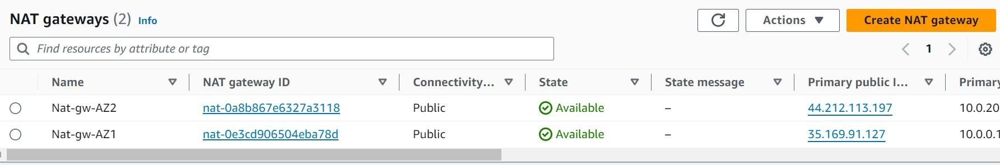 NAT gateways (2) Info
Actions
Create NAT gateway
Find resources by attribute or tag
1
Name NAT gateway ID Connectivity... State State message Primary public I... Primary
Nat-gw-AZ2 nat-0a8b867e6327a3118 Public Available – 44.212.113.197 10.0.20
Nat-gw-AZ1 nat-0e3cd906504eba78d Public Available – 35.169.91.127 10.0.0.1